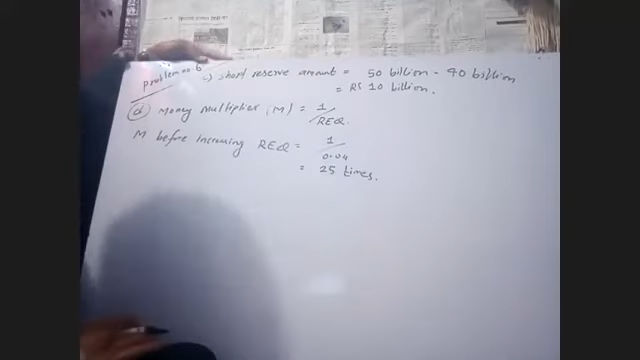 Problem no. 6
c) short reserve amount = 50 billion - 40 billion
= RS 10 billion.
(d) Money Multiplier (M) = 1/REQ.
M before increasing REQ = 1/0.04
= 25 times.